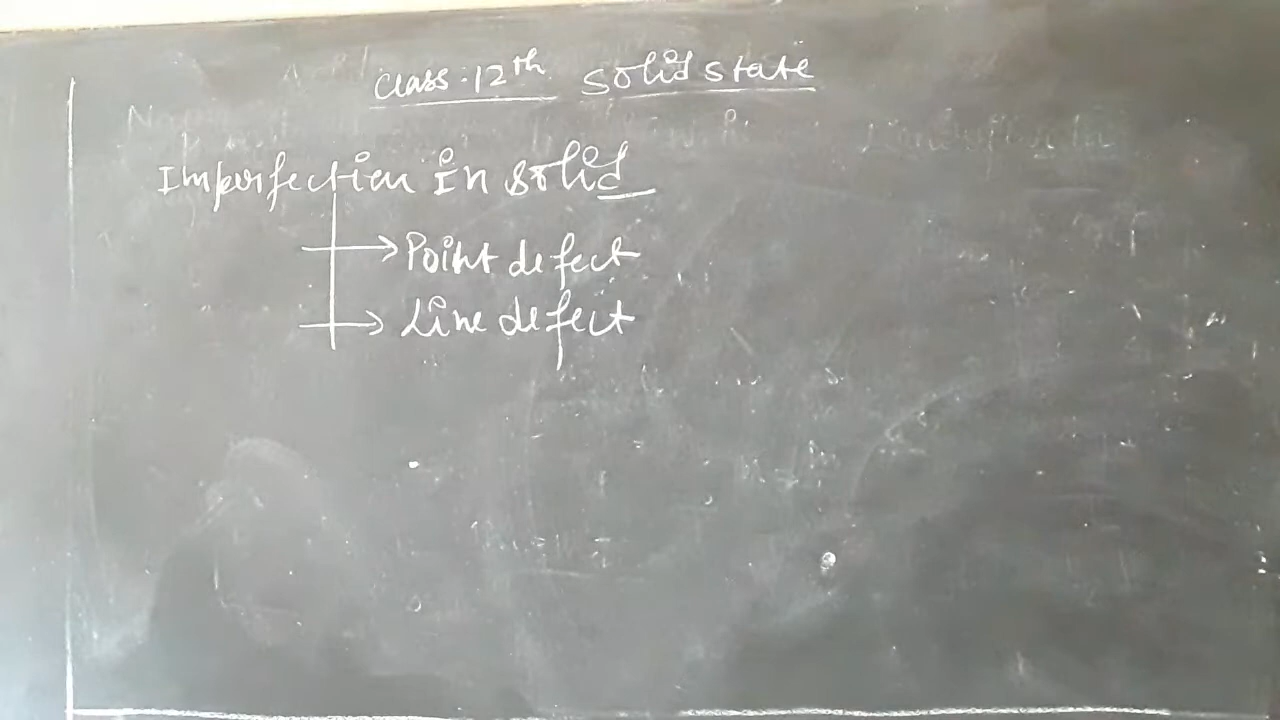 Class:12th Solid state
Imperfection in solid
Point defect
Line defect